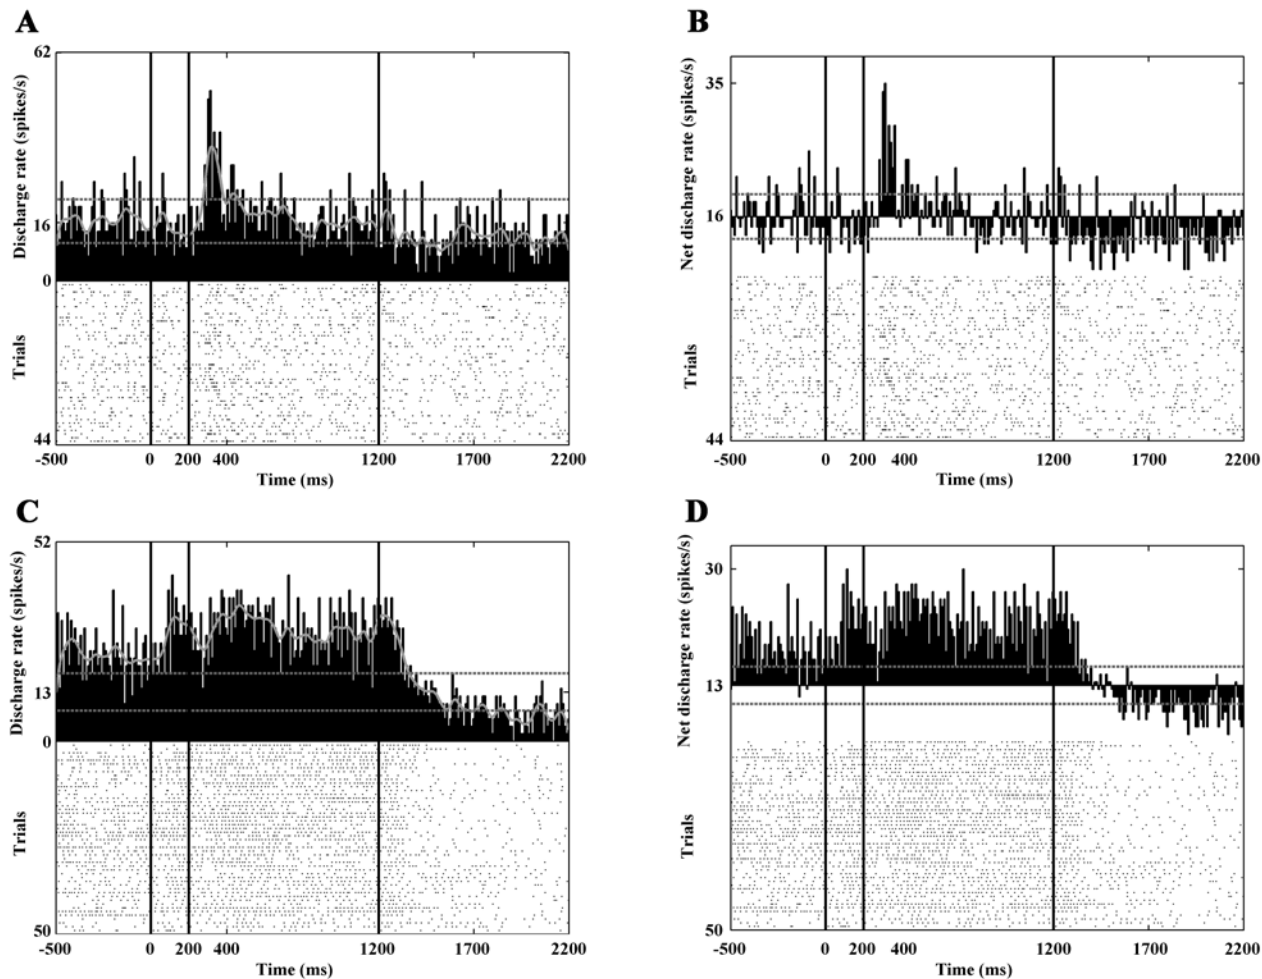 A
62
Discharge rate (spikes/s)
16
0
Trials
44
-500 0 200 400 1200 1700 2200
Time (ms)
B
35
Net discharge rate (spikes/s)
16
Trials
44
-500 0 200 400 1200 1700 2200
Time (ms)
C
52
Discharge rate (spikes/s)
13
0
Trials
50
-500 0 200 400 1200 1700 2200
Time (ms)
D
30
Net discharge rate (spikes/s)
13
Trials
50
-500 0 200 400 1200 1700 2200
Time (ms)